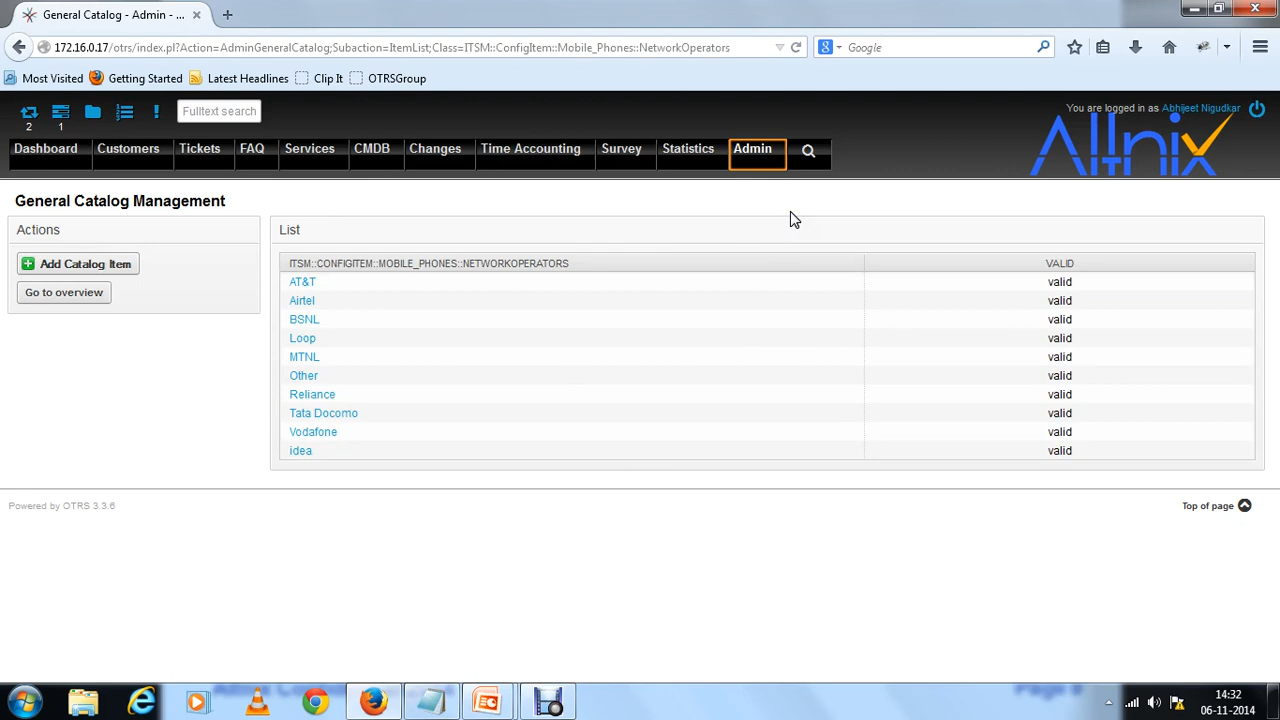 General Catalog - Admin - ...
172.16.0.17/otrs/index.pl?Action=AdminGeneralCatalog;Subaction=ItemList;Class=ITSM::ConfigItem::Mobile_Phones::NetworkOperators
Google
Most Visited Getting Started Latest Headlines Clip It OTRSGroup
Fulltext search
You are logged in as Abhijeet Nigudkar
2 1
Dashboard Customers Tickets FAQ Services CMDB Changes Time Accounting Survey Statistics Admin
General Catalog Management
Actions
Add Catalog Item
Go to overview
List
ITSM::CONFIGITEM::MOBILE_PHONES::NETWORKOPERATORS VALID
AT&T valid
Airtel valid
BSNL valid
Loop valid
MTNL valid
Other valid
Reliance valid
Tata Docomo valid
Vodafone valid
idea valid
Powered by OTRS 3.3.6
Top of page
14:32
06-11-2014